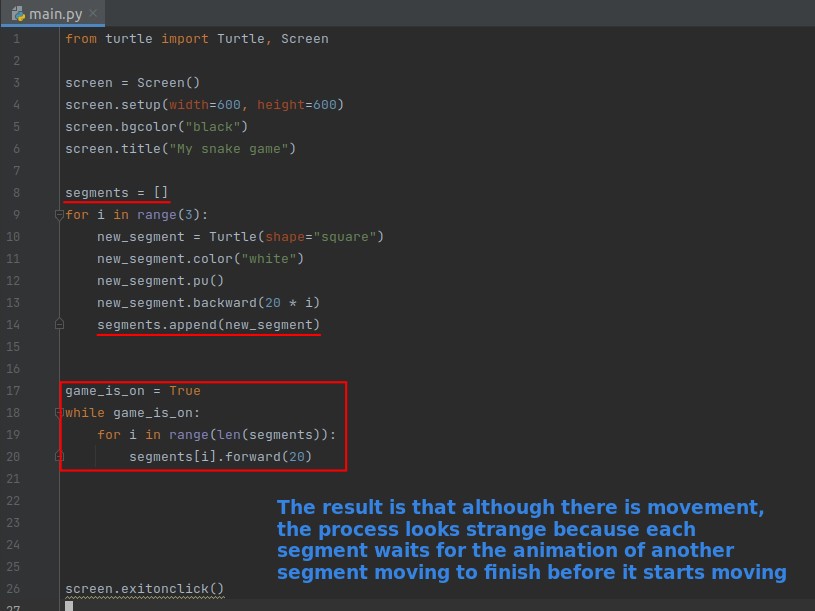 main.py
1 from turtle import Turtle, Screen
2
3 screen = Screen()
4 screen.setup(width=600, height=600)
5 screen.bgcolor("black")
6 screen.title("My snake game")
7
8 segments = []
9 for i in range(3):
10     new_segment = Turtle(shape="square")
11     new_segment.color("white")
12     new_segment.pu()
13     new_segment.backward(20 * i)
14     segments.append(new_segment)
15
16
17 game_is_on = True
18 while game_is_on:
19     for i in range(len(segments)):
20         segments[i].forward(20)
21
22 The result is that although there is movement,
23 the process looks strange because each
24 segment waits for the animation of another
25 segment moving to finish before it starts moving
26 screen.exitonclick()
27